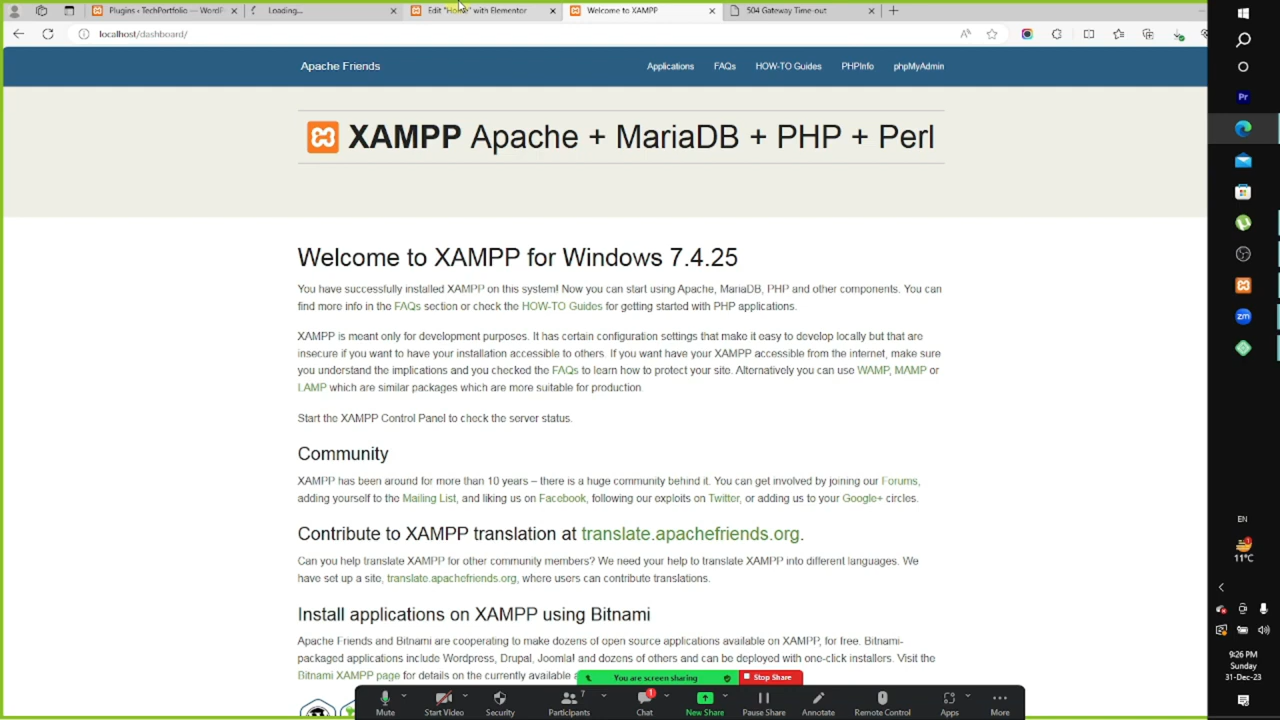 Plugins ‹ TechPortfolio — WordP
Loading...
Edit "Home" with Elementor
Welcome to XAMPP
504 Gateway Time-out
localhost/dashboard/
Apache Friends
Applications
FAQs
HOW-TO Guides
PHPInfo
phpMyAdmin
XAMPP Apache + MariaDB + PHP + Perl
Welcome to XAMPP for Windows 7.4.25
You have successfully installed XAMPP on this system! Now you can start using Apache, MariaDB, PHP and other components. You can
find more info in the FAQs section or check the HOW-TO Guides for getting started with PHP applications.
XAMPP is meant only for development purposes. It has certain configuration settings that make it easy to develop locally but that are
insecure if you want to have your installation accessible to others. If you want have your XAMPP accessible from the internet, make sure
you understand the implications and you checked the FAQs to learn how to protect your site. Alternatively you can use WAMP, MAMP or
LAMP which are similar packages which are more suitable for production.
Start the XAMPP Control Panel to check the server status.
Community
XAMPP has been around for more than 10 years – there is a huge community behind it. You can get involved by joining our Forums,
adding yourself to the Mailing List, and liking us on Facebook, following our exploits on Twitter, or adding us to your Google+ circles.
Contribute to XAMPP translation at translate.apachefriends.org.
Can you help translate XAMPP for other community members? We need your help to translate XAMPP into different languages. We
have set up a site, translate.apachefriends.org, where users can contribute translations.
Install applications on XAMPP using Bitnami
Apache Friends and Bitnami are cooperating to make dozens of open source applications available on XAMPP, for free. Bitnami-
packaged applications include Wordpress, Drupal, Joomla! and dozens of others and can be deployed with one-click installers. Visit the
Bitnami XAMPP page for details on the currently available a
You are screen sharing
Stop Share
Mute
Start Video
Security
Participants
7
Chat
1
New Share
Pause Share
Annotate
Remote Control
Apps
More
Pr
zm
EN
1
11°C
9:26 PM
Sunday
31-Dec-23